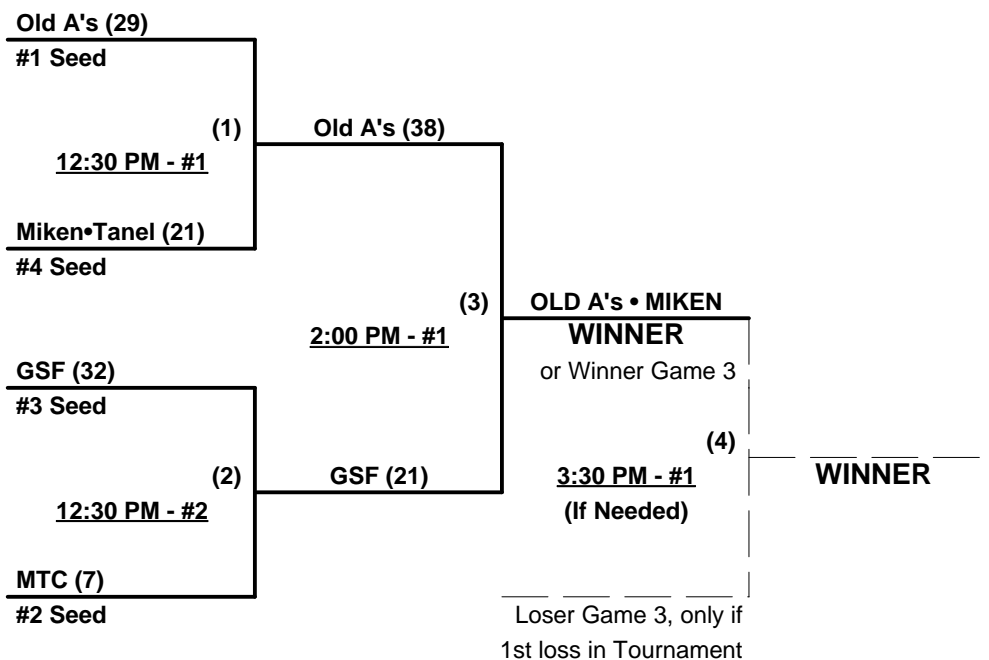 Old A's (29)
#1 Seed
(1)
12:30 PM - #1
Old A's (38)
Miken•Tanel (21)
#4 Seed
(3)
2:00 PM - #1
OLD A's • MIKEN
WINNER
or Winner Game 3
GSF (32)
#3 Seed
(2)
12:30 PM - #2
GSF (21)
(4)
3:30 PM - #1
(If Needed)
WINNER
MTC (7)
#2 Seed
Loser Game 3, only if
1st loss in Tournament